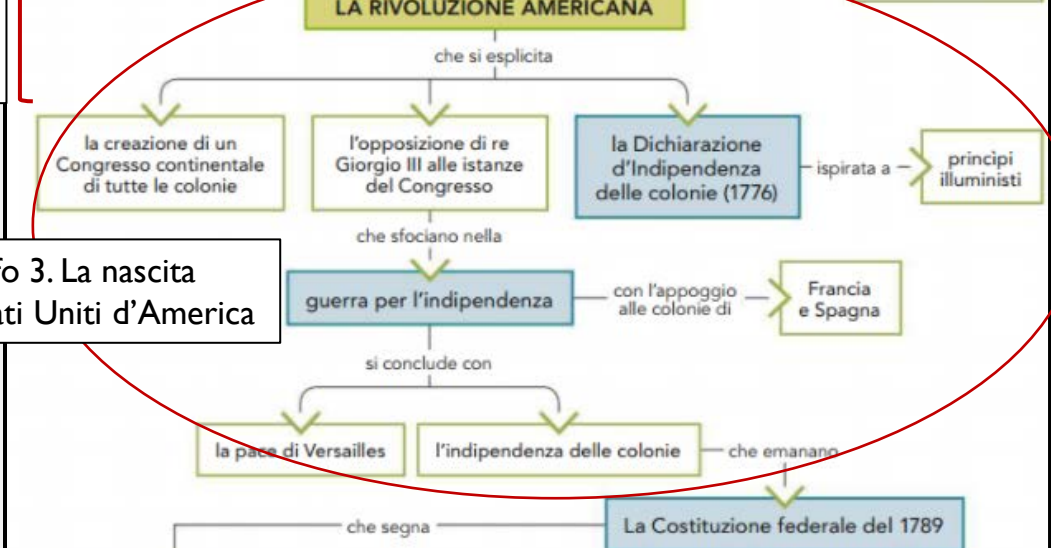 LA RIVOLUZIONE AMERICANA
che si esplicita
la creazione di un
Congresso continentale
di tutte le colonie
l'opposizione di re
Giorgio III alle istanze
del Congresso
la Dichiarazione
d'Indipendenza
delle colonie (1776)
ispirata a
princìpi
illuministi
che sfociano nella
fo 3. La nascita
ati Uniti d'America
guerra per l'indipendenza
con l'appoggio
alle colonie di
Francia
e Spagna
si conclude con
la pace di Versailles
l'indipendenza delle colonie
che emanano
che segna
La Costituzione federale del 1789